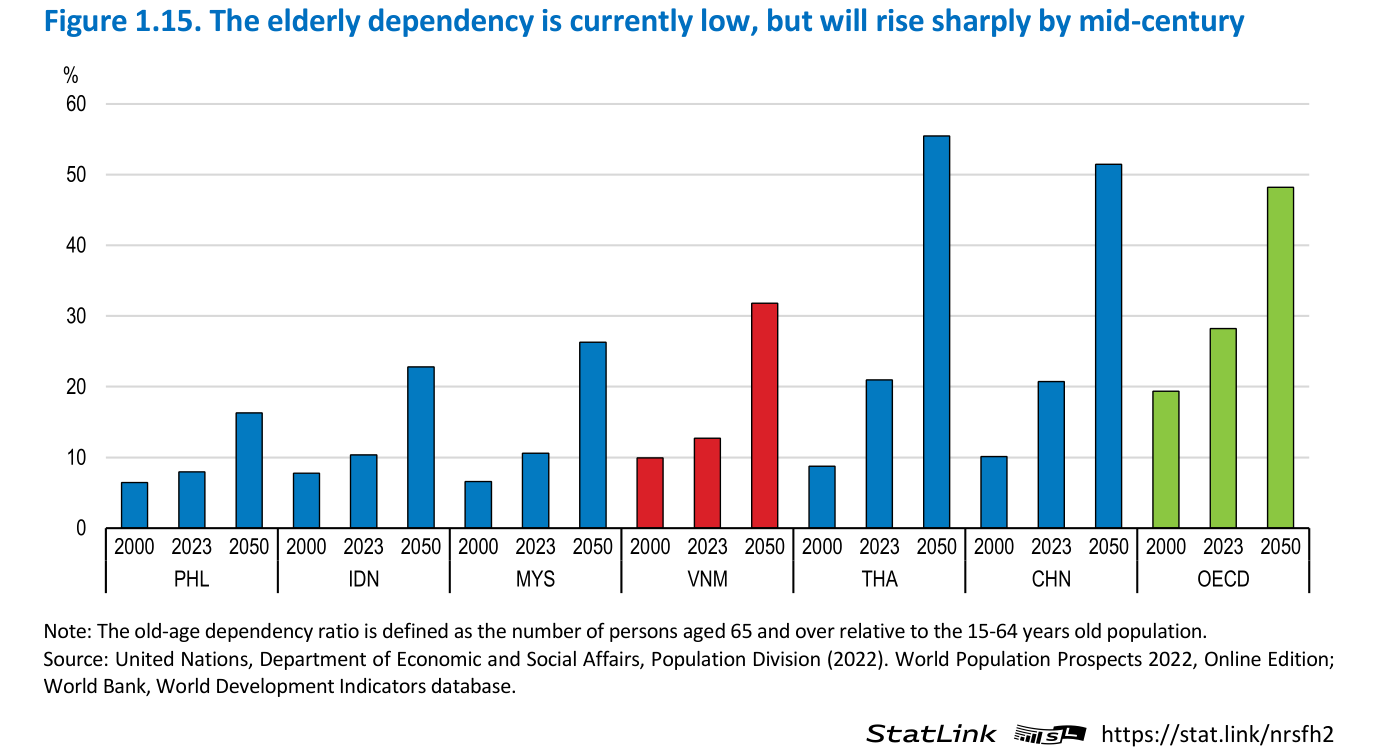 Figure 1.15. The elderly dependency is currently low, but will rise sharply by mid-century
%
60
50
40
30
20
10
0
2000 2023 2050 2000 2023 2050 2000 2023 2050 2000 2023 2050 2000 2023 2050 2000 2023 2050 2000 2023 2050
PHL IDN MYS VNM THA CHN OECD
Note: The old-age dependency ratio is defined as the number of persons aged 65 and over relative to the 15-64 years old population.
Source: United Nations, Department of Economic and Social Affairs, Population Division (2022). World Population Prospects 2022, Online Edition;
World Bank, World Development Indicators database.
StatLink https://stat.link/nrsfh2